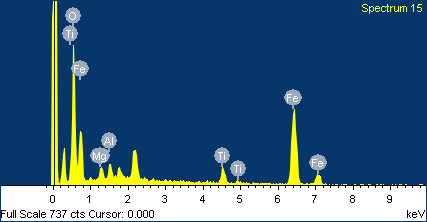 Spectrum 15
O
Ti
Fe
Al
Mg
Ti
Ti
Fe
Fe
0 1 2 3 4 5 6 7 8 9
Full Scale 737 cts Cursor: 0.000 keV